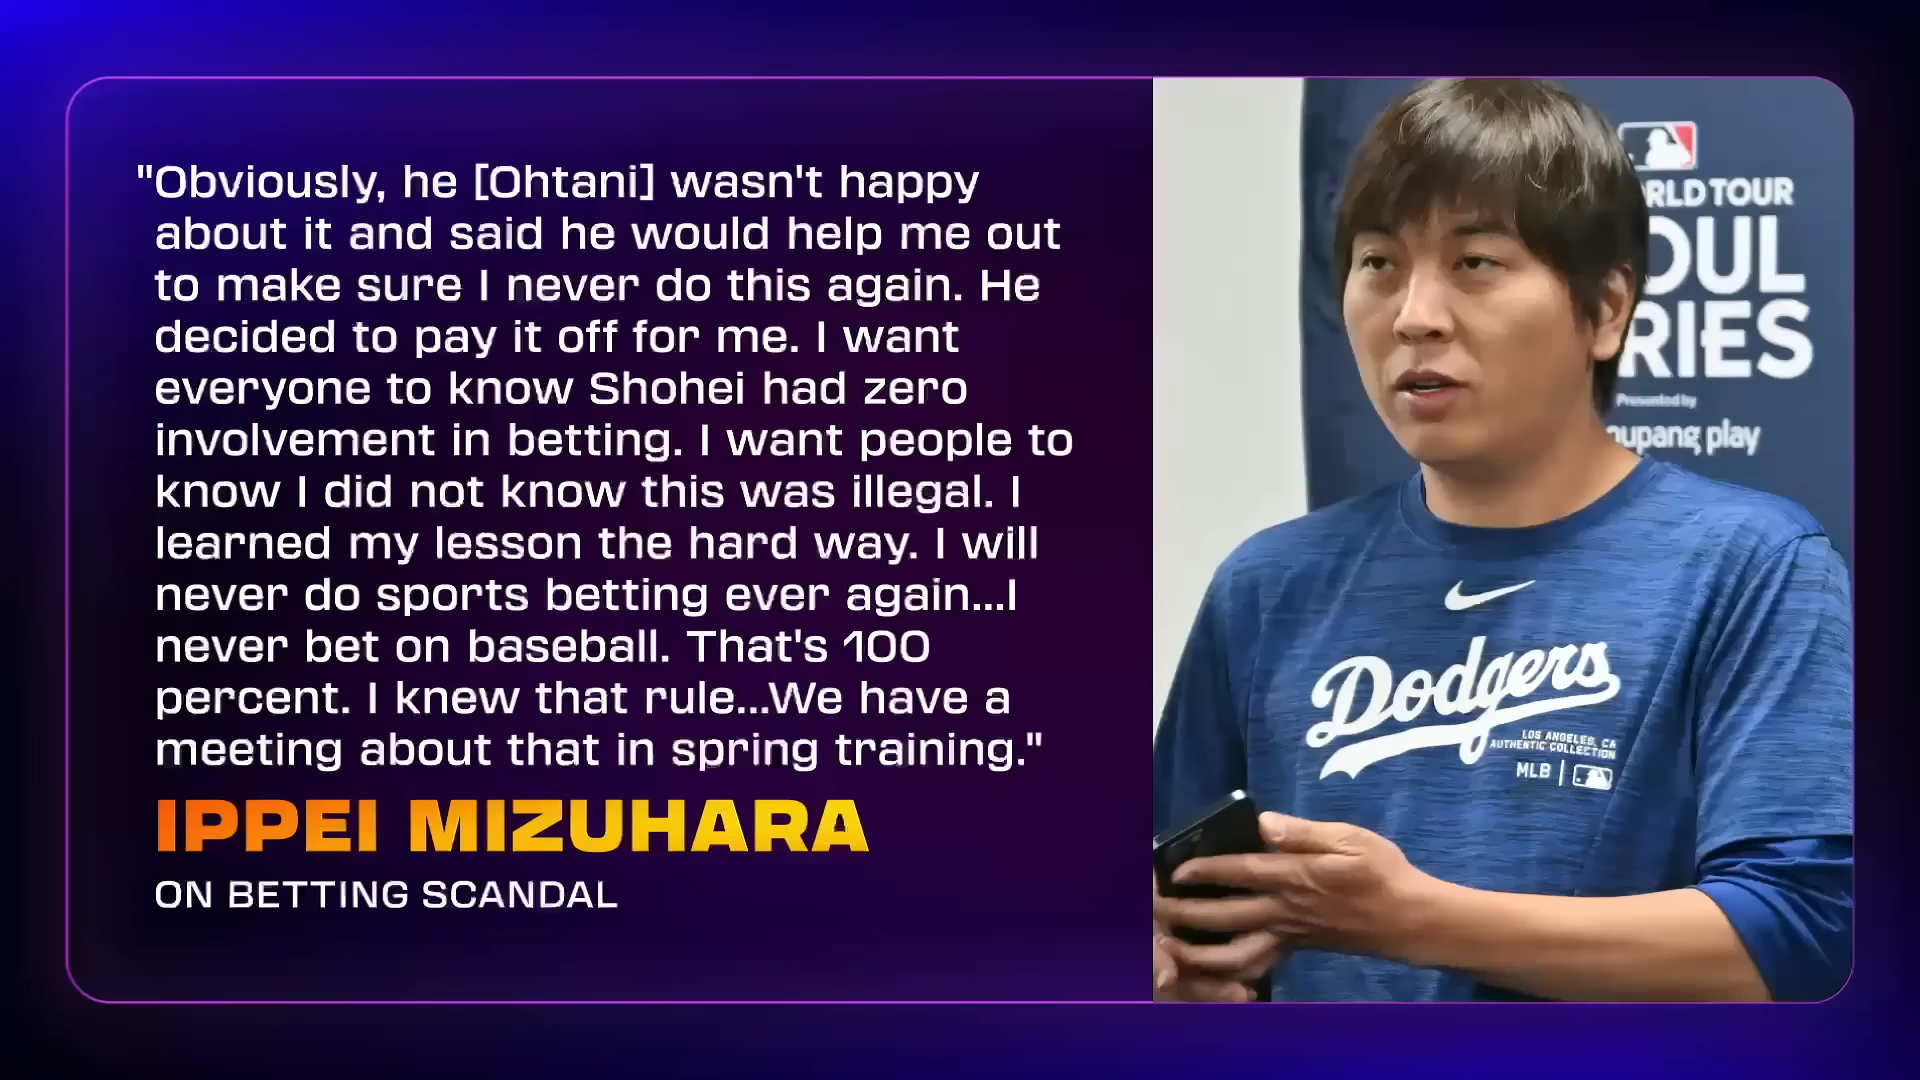 "Obviously, he [Ohtani] wasn't happy
about it and said he would help me out
to make sure I never do this again. He
decided to pay it off for me. I want
everyone to know Shohei had zero
involvement in betting. I want people to
know I did not know this was illegal. I
learned my lesson the hard way. I will
never do sports betting ever again...I
never bet on baseball. That's 100
percent. I knew that rule...We have a
meeting about that in spring training."
IPPEI MIZUHARA
ON BETTING SCANDAL
RLD TOUR
OUL
RIES
Presented by
oupang play
Dodgers
LOS ANGELES, CA
AUTHENTIC COLLECTION
MLB